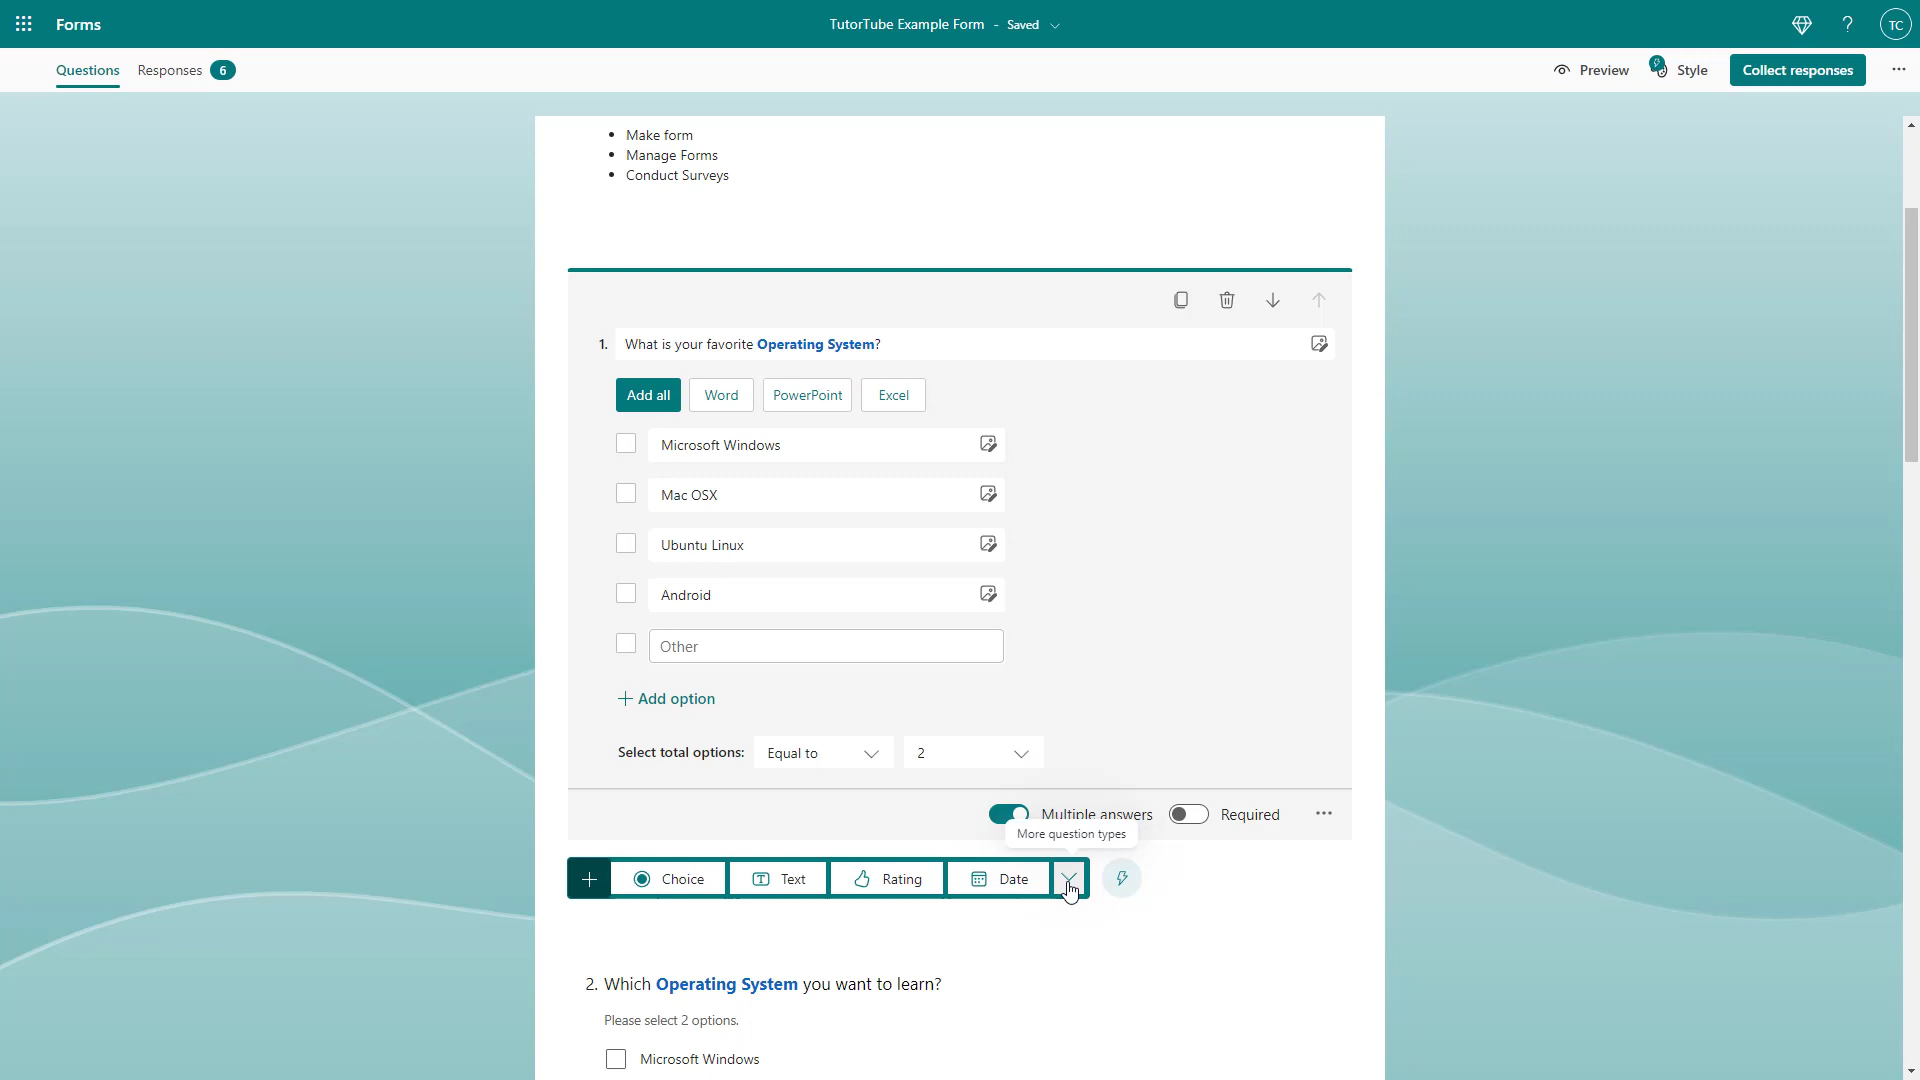 Forms
TutorTube Example Form - Saved
?
TC
Questions
Responses 6
Preview
Style
Collect responses
Make form
Manage Forms
Conduct Surveys
1. What is your favorite Operating System?
Add all
Word
PowerPoint
Excel
Microsoft Windows
Mac OSX
Ubuntu Linux
Android
Other
+ Add option
Select total options: Equal to 2
Multiple answers
Required
More question types
Choice
Text
Rating
Date
2. Which Operating System you want to learn?
Please select 2 options.
Microsoft Windows